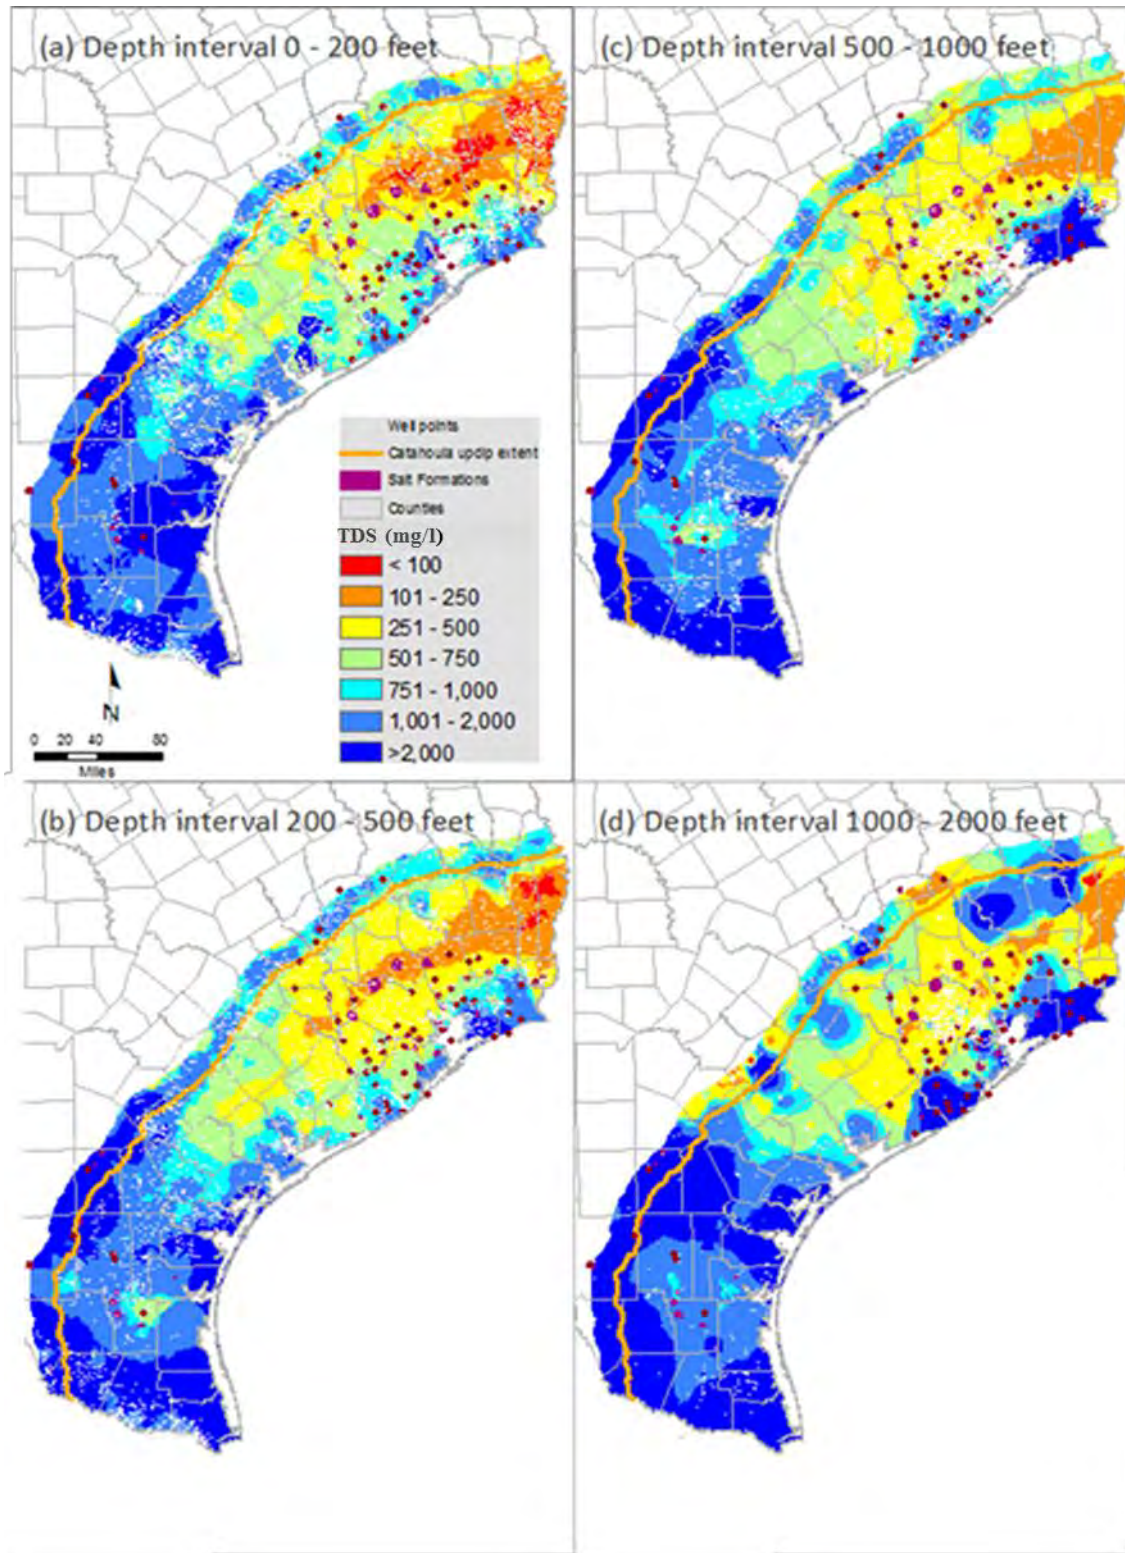 (a) Depth interval 0 - 200 feet
(c) Depth interval 500 - 1000 feet
Well points
Catahoula updip extent
Salt Formations
Counties
TDS (mg/l)
< 100
101 - 250
251 - 500
501 - 750
751 - 1,000
1,001 - 2,000
>2,000
N
0 20 40 80
Miles
(b) Depth interval 200 - 500 feet
(d) Depth interval 1000 - 2000 feet